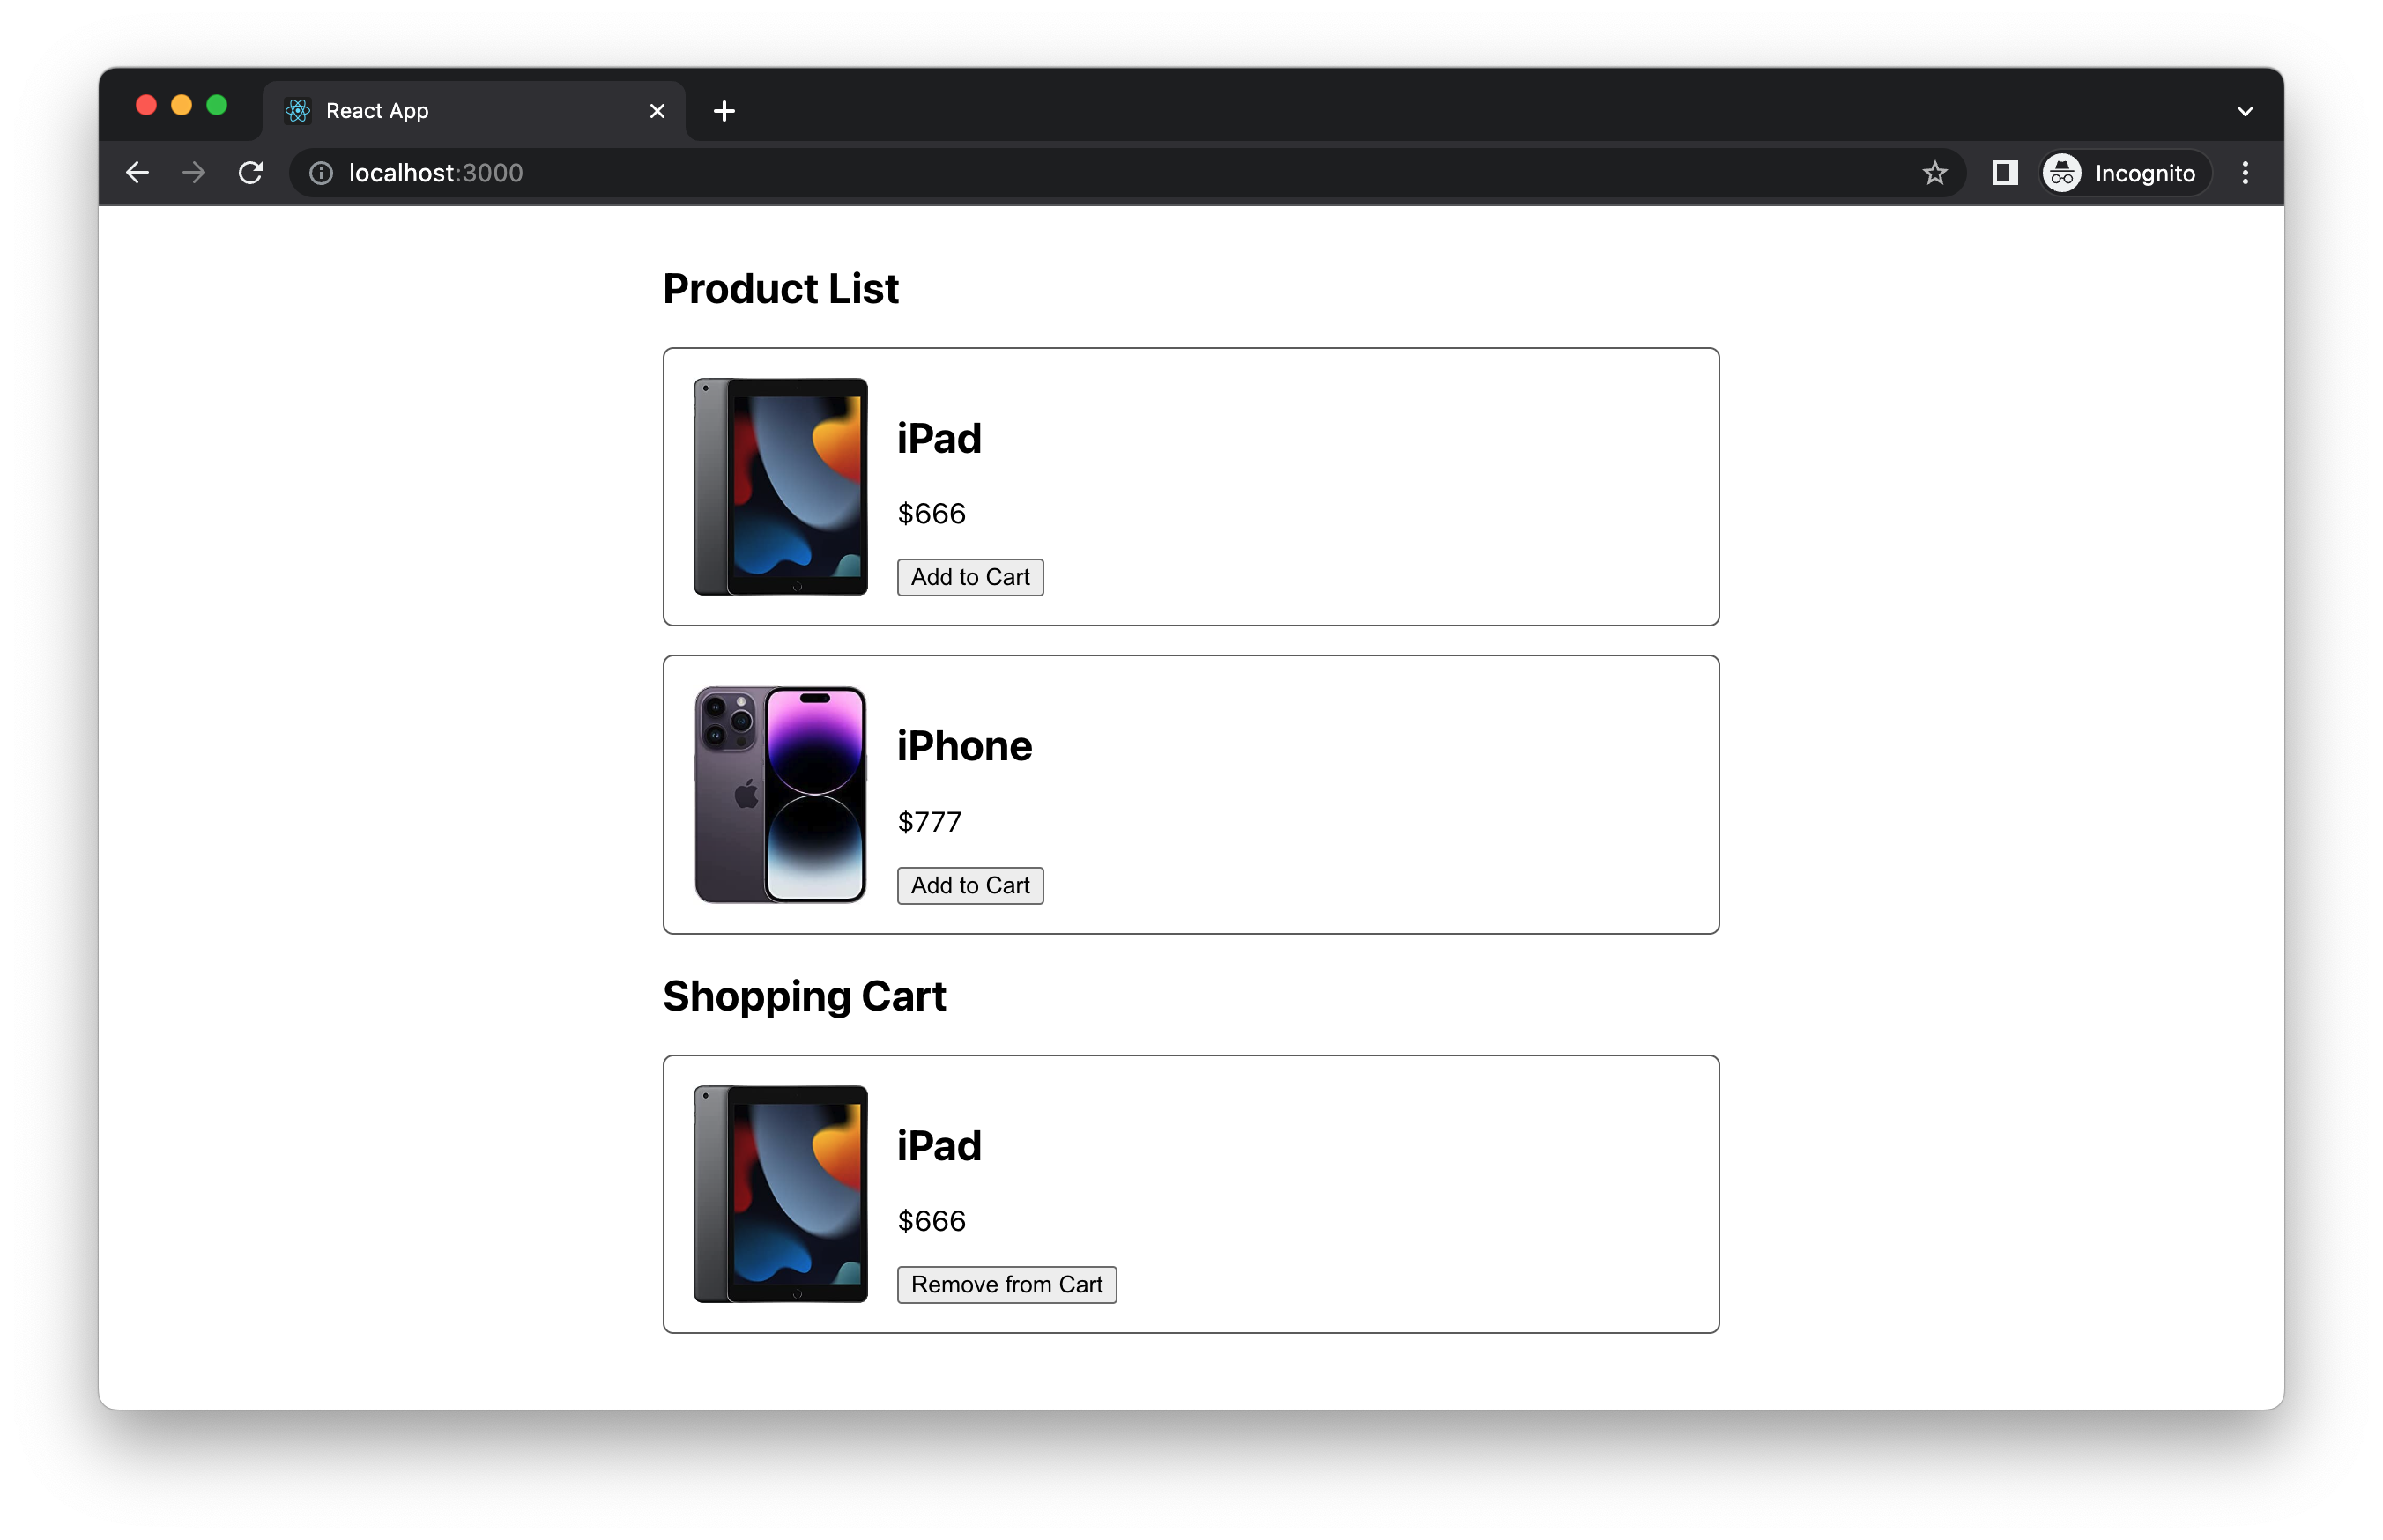 React App
localhost:3000
Incognito
Product List
iPad
$666
Add to Cart
iPhone
$777
Add to Cart
Shopping Cart
iPad
$666
Remove from Cart